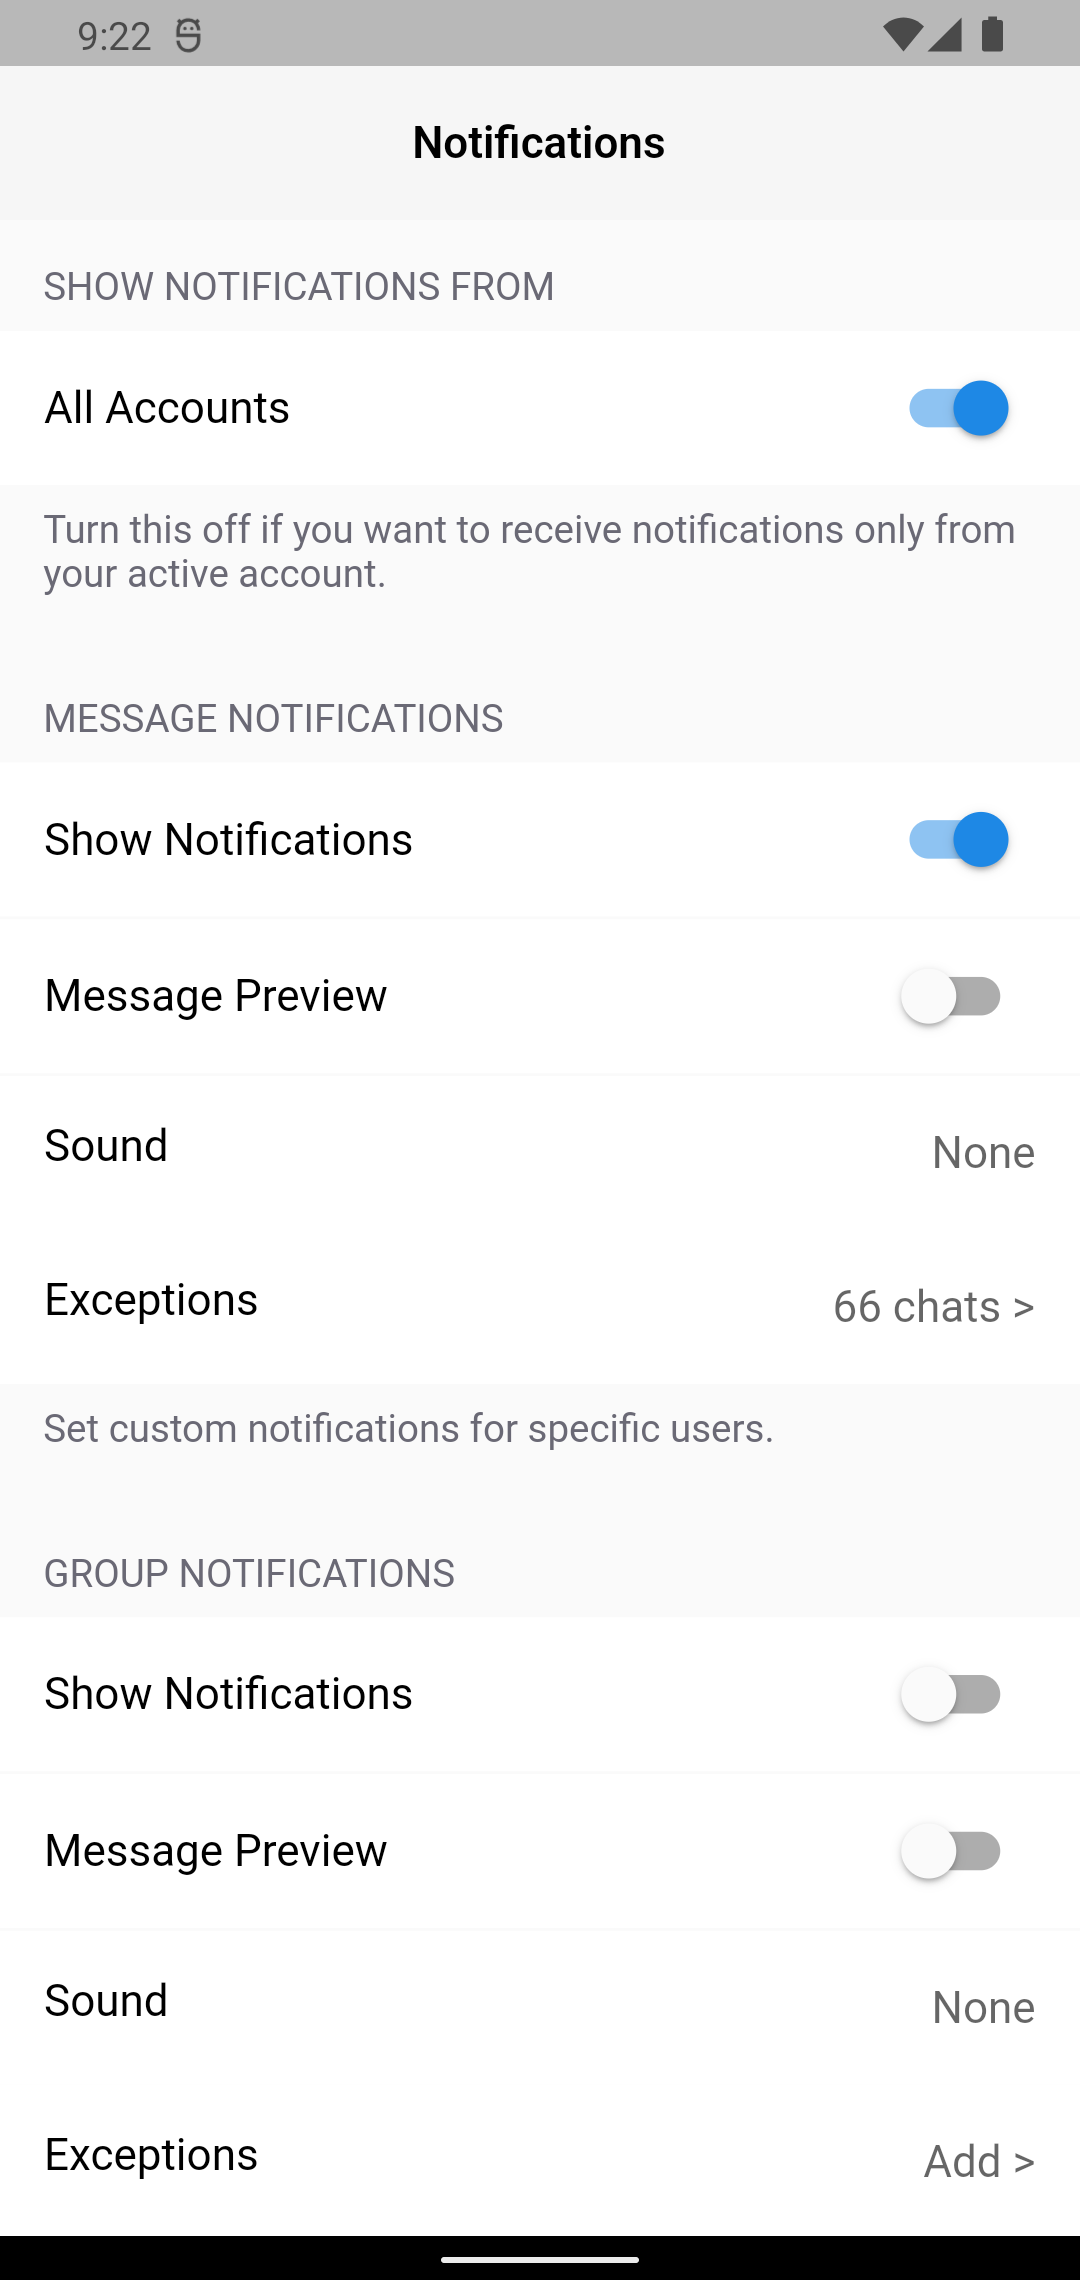 9:22
Notifications
SHOW NOTIFICATIONS FROM
All Accounts
Turn this off if you want to receive notifications only from
your active account.
MESSAGE NOTIFICATIONS
Show Notifications
Message Preview
Sound
None
Exceptions
66 chats >
Set custom notifications for specific users.
GROUP NOTIFICATIONS
Show Notifications
Message Preview
Sound
None
Exceptions
Add >